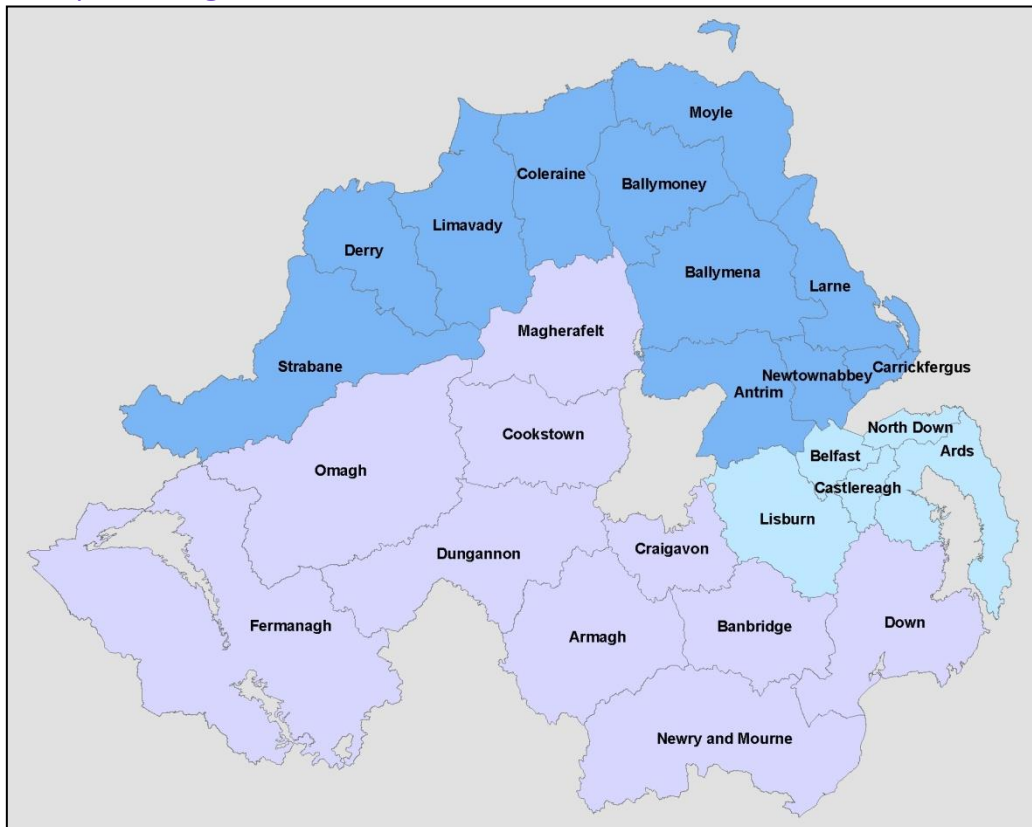 Moyle
Coleraine
Ballymoney
Limavady
Derry
Ballymena
Larne
Magherafelt
Strabane
Newtownabbey
Carrickfergus
Antrim
North Down
Cookstown
Belfast
Ards
Omagh
Castlereagh
Lisburn
Dungannon
Craigavon
Fermanagh
Armagh
Banbridge
Down
Newry and Mourne